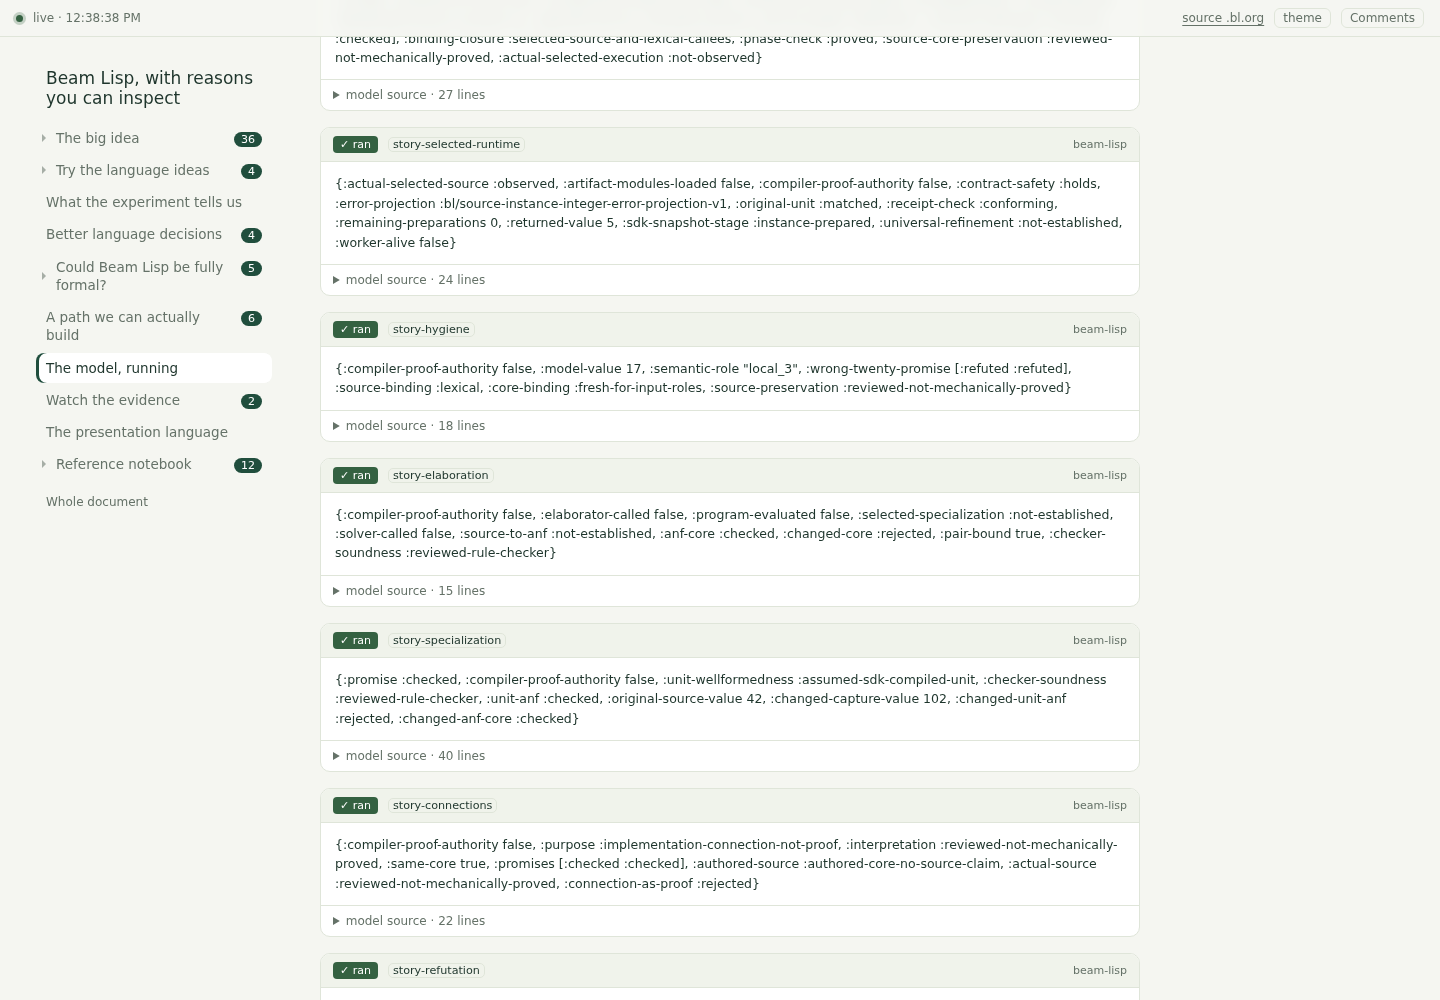 live · 12:38:38 PM
source .bl.org
theme
Comments
Beam Lisp, with reasons
you can inspect
The big idea
36
Try the language ideas
4
What the experiment tells us
Better language decisions
4
Could Beam Lisp be fully
formal?
5
A path we can actually
build
6
The model, running
Watch the evidence
2
The presentation language
Reference notebook
12
Whole document
:checked], :binding-closure :selected-source-and-lexical-callees, :phase-check :proved, :source-core-preservation :reviewed-
not-mechanically-proved, :actual-selected-execution :not-observed}
model source · 27 lines
✓ ran
story-selected-runtime
beam-lisp
{:actual-selected-source :observed, :artifact-modules-loaded false, :compiler-proof-authority false, :contract-safety :holds,
:error-projection :bl/source-instance-integer-error-projection-v1, :original-unit :matched, :receipt-check :conforming,
:remaining-preparations 0, :returned-value 5, :sdk-snapshot-stage :instance-prepared, :universal-refinement :not-established,
:worker-alive false}
model source · 24 lines
✓ ran
story-hygiene
beam-lisp
{:compiler-proof-authority false, :model-value 17, :semantic-role "local_3", :wrong-twenty-promise [:refuted :refuted],
:source-binding :lexical, :core-binding :fresh-for-input-roles, :source-preservation :reviewed-not-mechanically-proved}
model source · 18 lines
✓ ran
story-elaboration
beam-lisp
{:compiler-proof-authority false, :elaborator-called false, :program-evaluated false, :selected-specialization :not-established,
:solver-called false, :source-to-anf :not-established, :anf-core :checked, :changed-core :rejected, :pair-bound true, :checker-
soundness :reviewed-rule-checker}
model source · 15 lines
✓ ran
story-specialization
beam-lisp
{:promise :checked, :compiler-proof-authority false, :unit-wellformedness :assumed-sdk-compiled-unit, :checker-soundness
:reviewed-rule-checker, :unit-anf :checked, :original-source-value 42, :changed-capture-value 102, :changed-unit-anf
:rejected, :changed-anf-core :checked}
model source · 40 lines
✓ ran
story-connections
beam-lisp
{:compiler-proof-authority false, :purpose :implementation-connection-not-proof, :interpretation :reviewed-not-mechanically-
proved, :same-core true, :promises [:checked :checked], :authored-source :authored-core-no-source-claim, :actual-source
:reviewed-not-mechanically-proved, :connection-as-proof :rejected}
model source · 22 lines
✓ ran
story-refutation
beam-lisp